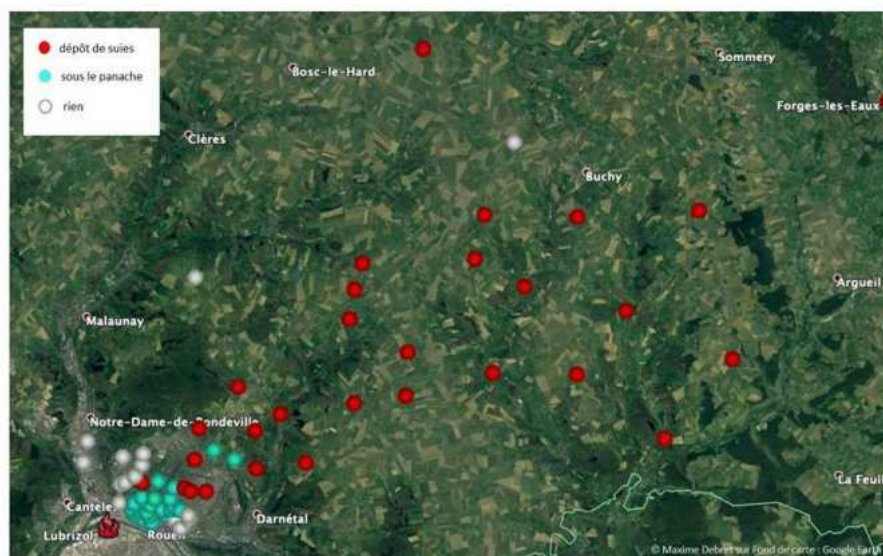 dépôt de suies
sous le panache
rien
Bosc-le-Hard
Sommery
Forges-les-Eaux
Clères
Buchy
Argueil
Malaunay
Notre-Dame-de-Bondeville
La Feuil
Cantele
Darnétal
Lubrizol
Rouen
© Maxime Debret sur Fond de carte : Google Earth